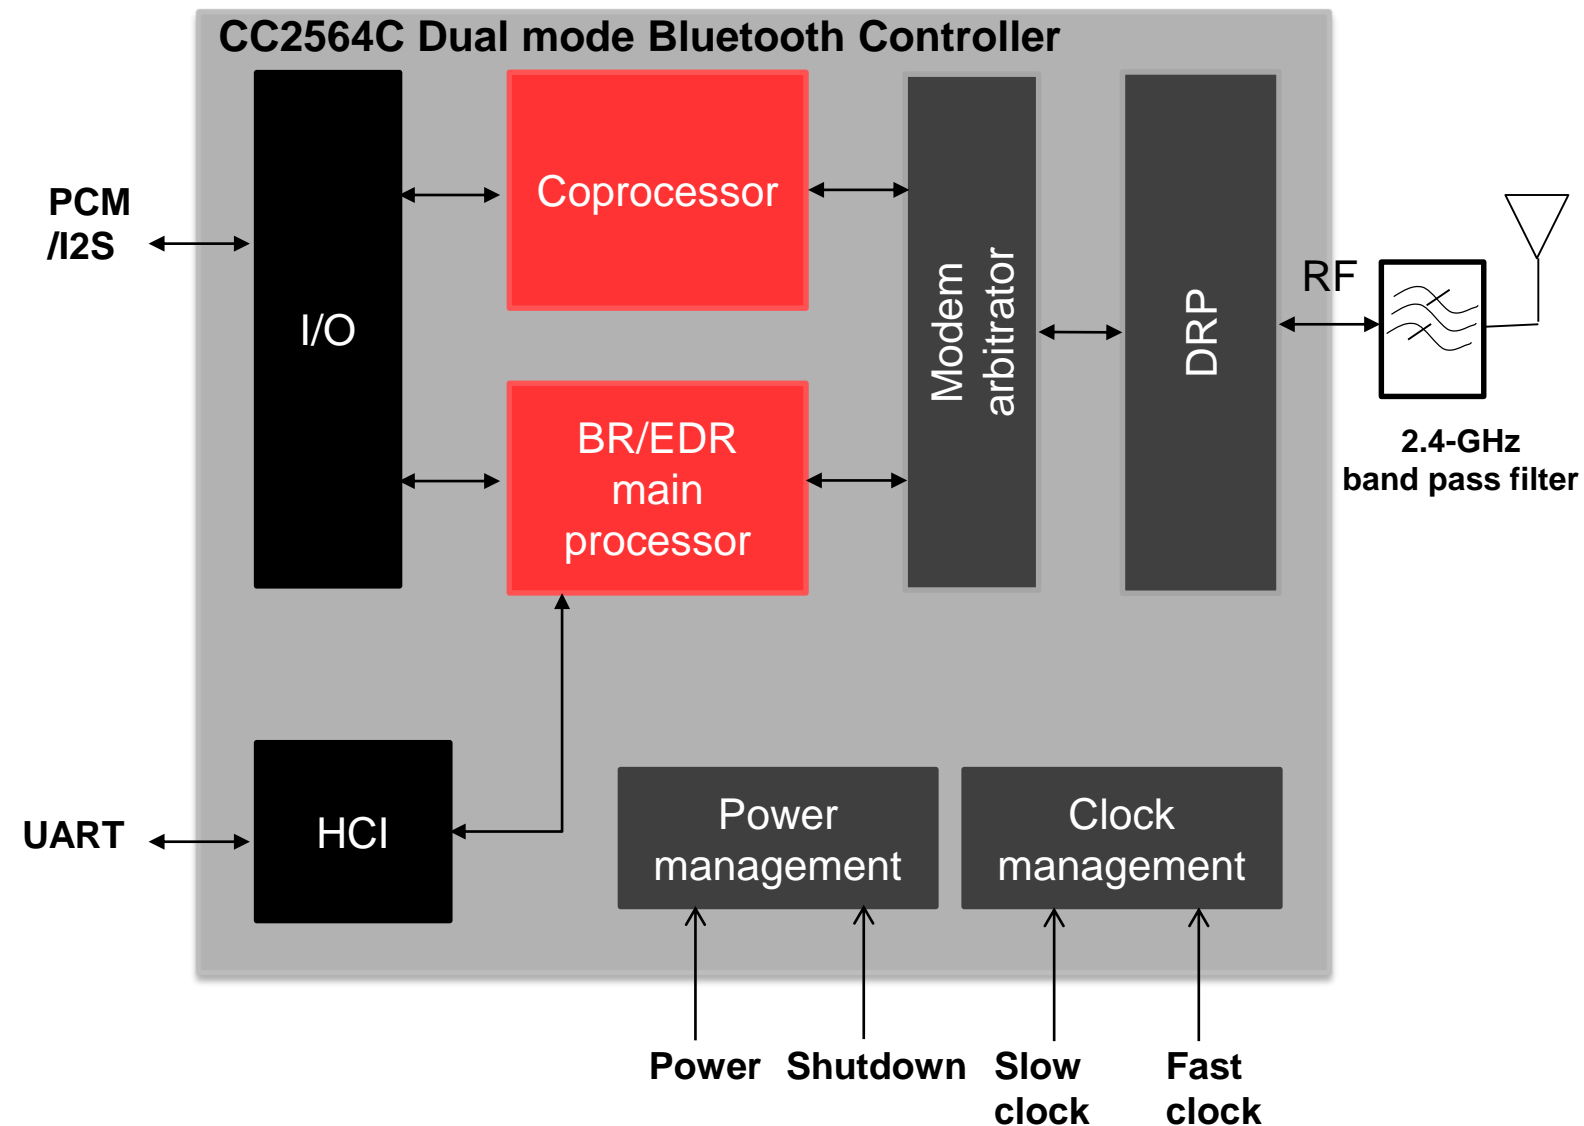 CC2564C Dual mode Bluetooth Controller
PCM
/I2S
I/O
Coprocessor
BR/EDR
main
processor
Modem
arbitrator
DRP
RF
2.4-GHz
band pass filter
UART
HCI
Power
management
Clock
management
Power
Shutdown
Slow
clock
Fast
clock